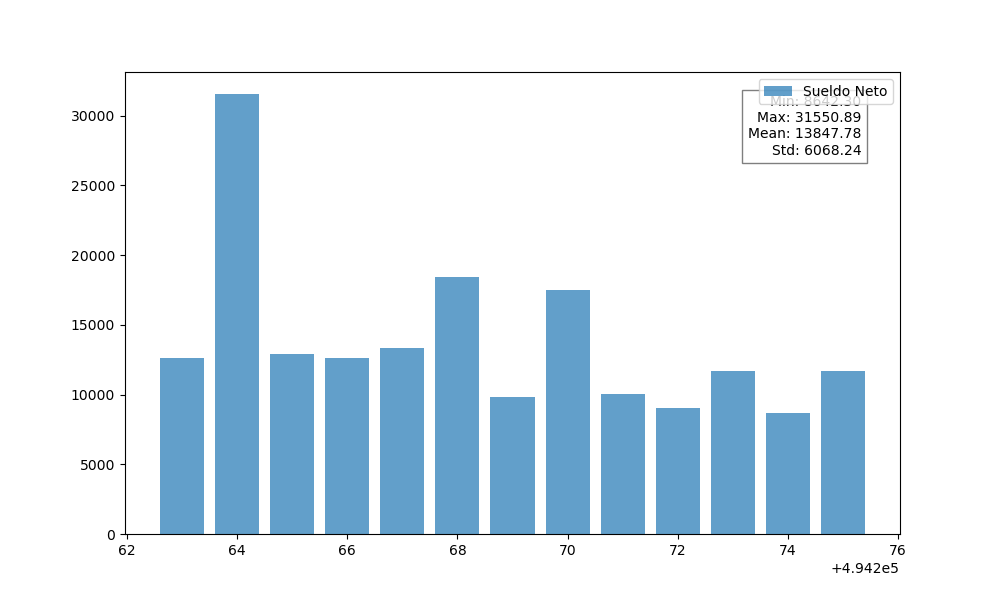 30000
25000
20000
15000
10000
5000
0
62 64 66 68 70 72 74 76
+4.942e5
Sueldo Neto
Min: 8642.30
Max: 31550.89
Mean: 13847.78
Std: 6068.24